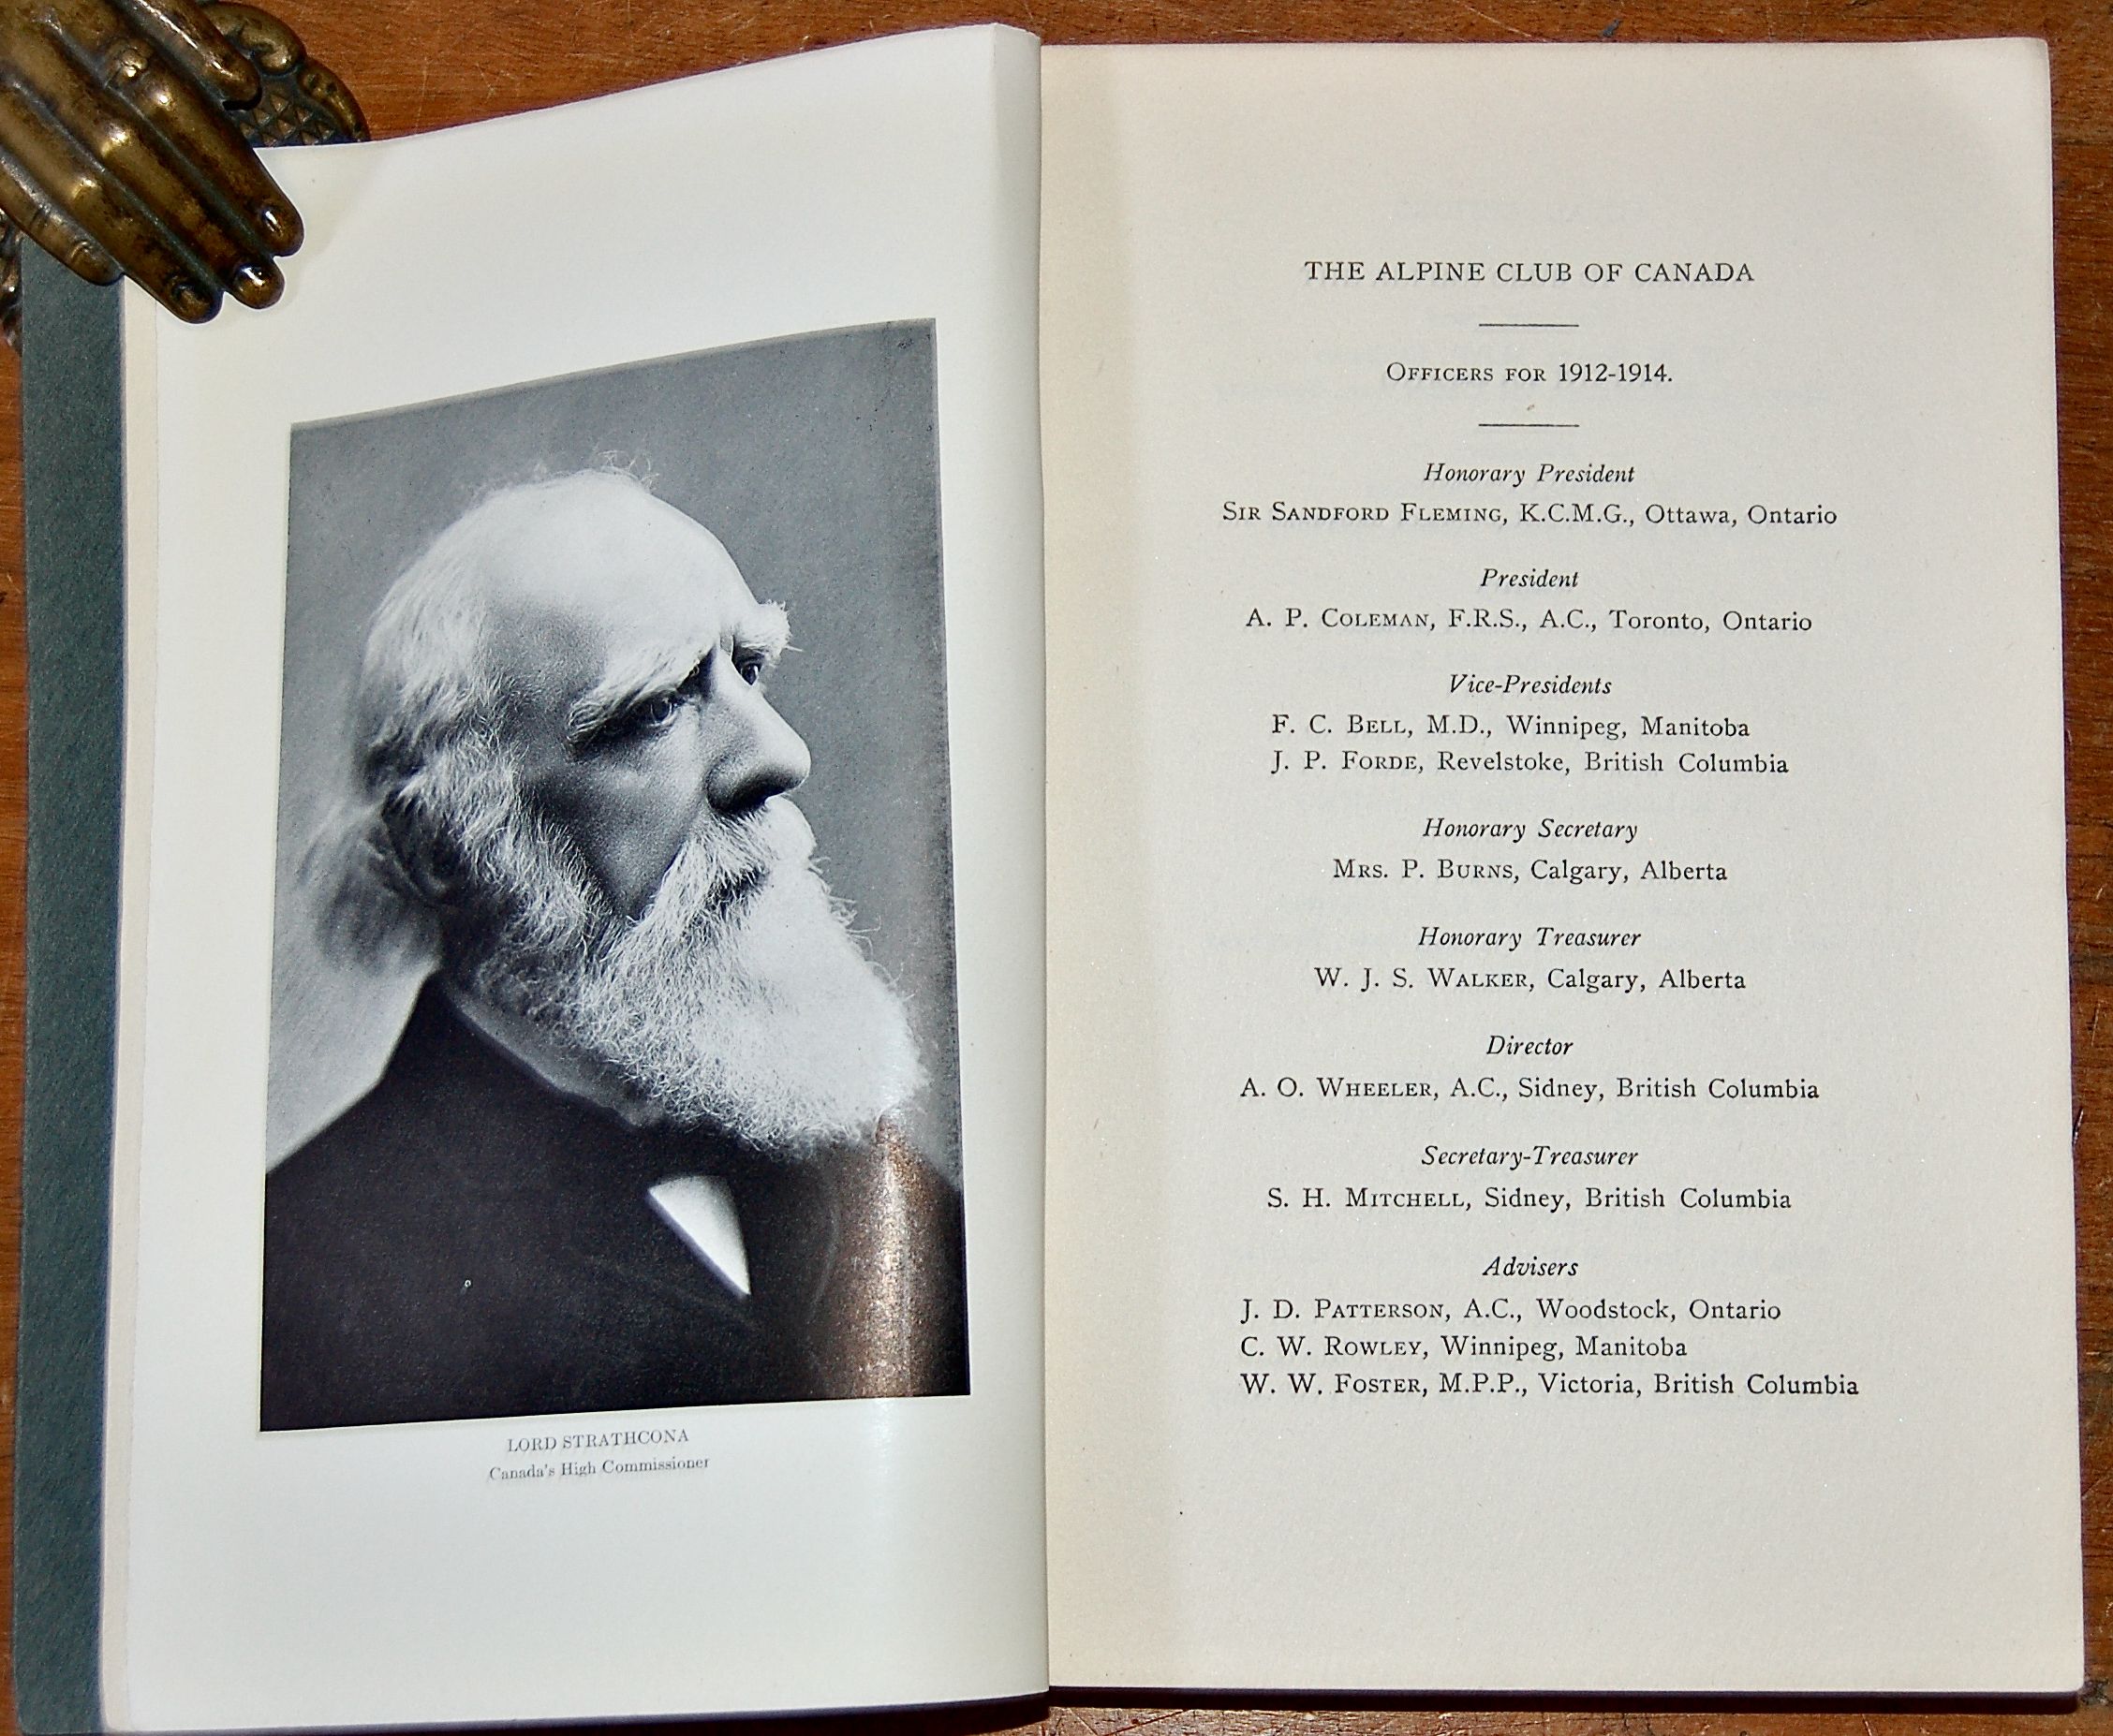 LORD STRATHCONA
Canada's High Commissioner
THE ALPINE CLUB OF CANADA
OFFICERS FOR 1912-1914.
Honorary President
SIR SANDFORD FLEMING, K.C.M.G., Ottawa, Ontario
President
A. P. COLEMAN, F.R.S., A.C., Toronto, Ontario
Vice-Presidents
F. C. BELL, M.D., Winnipeg, Manitoba
J. P. FORDE, Revelstoke, British Columbia
Honorary Secretary
MRS. P. BURNS, Calgary, Alberta
Honorary Treasurer
W. J. S. WALKER, Calgary, Alberta
Director
A. O. WHEELER, A.C., Sidney, British Columbia
Secretary-Treasurer
S. H. MITCHELL, Sidney, British Columbia
Advisers
J. D. PATTERSON, A.C., Woodstock, Ontario
C. W. ROWLEY, Winnipeg, Manitoba
W. W. FOSTER, M.P.P., Victoria, British Columbia